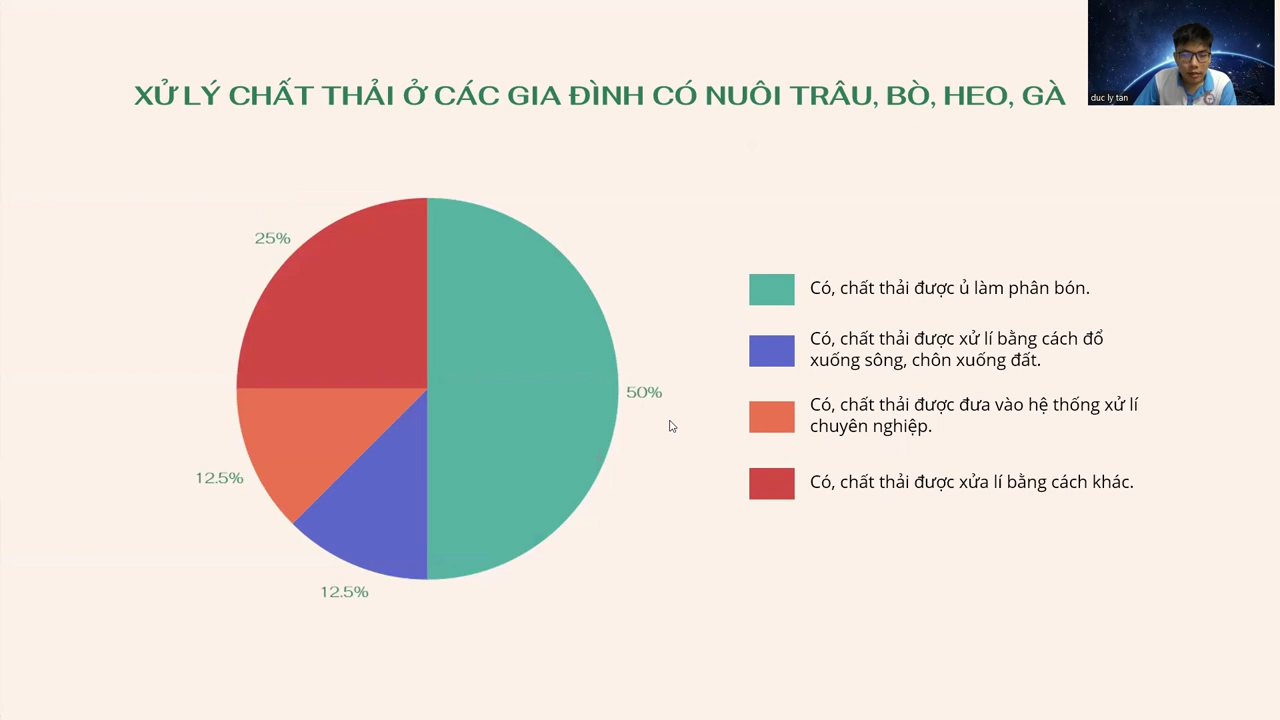 XỬ LÝ CHẤT THẢI Ở CÁC GIA ĐÌNH CÓ NUÔI TRÂU, BÒ, HEO, GÀ
duc ly tan
25%
50%
12.5%
12.5%
Có, chất thải được ủ làm phân bón.
Có, chất thải được xử lí bằng cách đổ
xuống sông, chôn xuống đất.
Có, chất thải được đưa vào hệ thống xử lí
chuyên nghiệp.
Có, chất thải được xửa lí bằng cách khác.